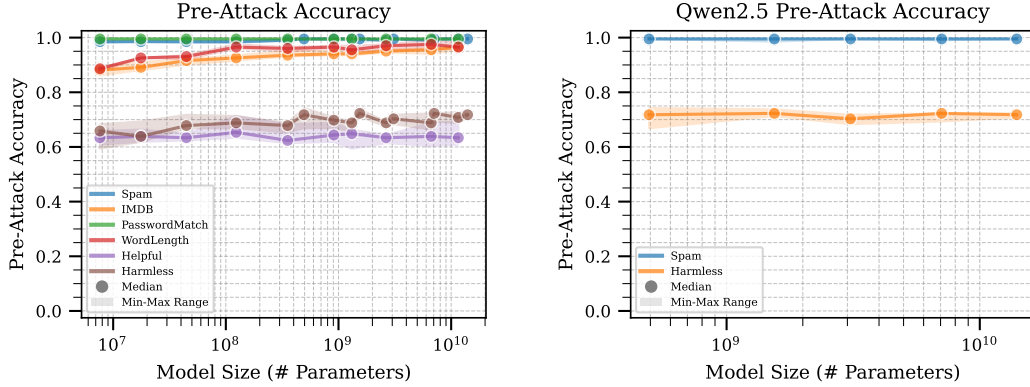 Pre-Attack Accuracy
Pre-Attack Accuracy
1.0
0.8
0.6
0.4
0.2
0.0
Spam
IMDB
PasswordMatch
WordLength
Helpful
Harmless
Median
Min-Max Range
10^7
10^8
10^9
10^10
Model Size (# Parameters)
Qwen2.5 Pre-Attack Accuracy
Pre-Attack Accuracy
1.0
0.8
0.6
0.4
0.2
0.0
Spam
Harmless
Median
Min-Max Range
10^9
10^10
Model Size (# Parameters)